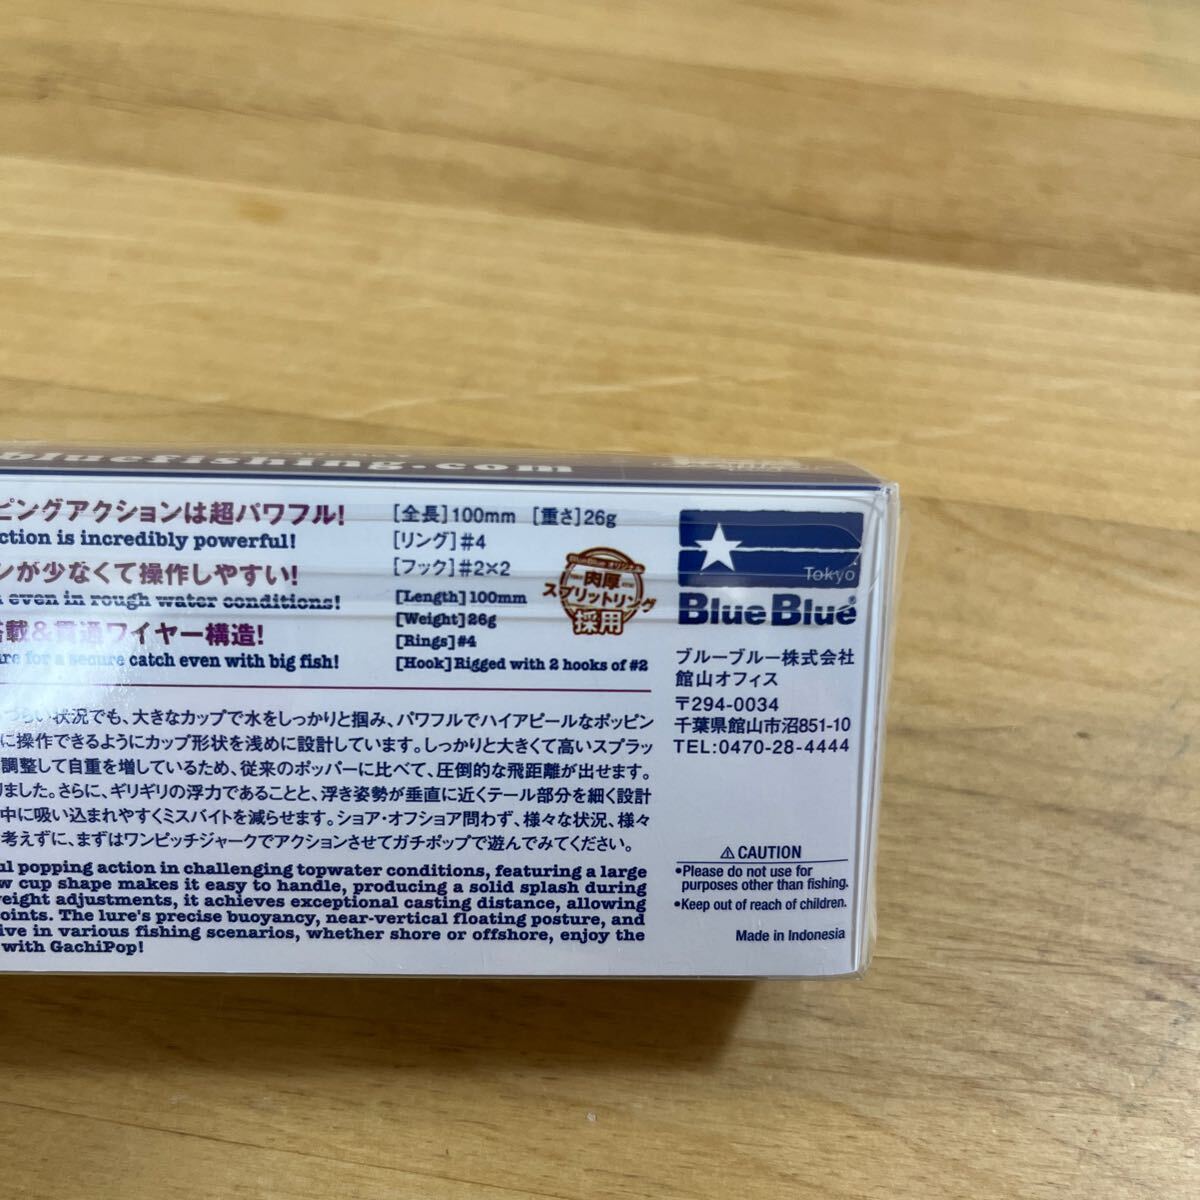 bluefishing.com
ピングアクションは超パワフル!
ction is incredibly powerful!
ンが少なくて操作しやすい!
even in rough water conditions!
搭載&貫通ワイヤー構造!
ure for a secure catch even with big fish!
[全長]100mm [重さ]26g
[リング]#4
[フック]#2×2
[Length]100mm
[Weight]26g
[Rings]#4
[Hook]Rigged with 2 hooks of #2
BlueBlueオリジナル
肉厚
スプリットリング
採用
づらい状況でも、大きなカップで水をしっかりと掴み、パワフルでハイアピールなポッピン
に操作できるようにカップ形状を浅めに設計しています。しっかりと大きくて高いスプラッ
調整して自重を増しているため、従来のポッパーに比べて、圧倒的な飛距離が出せます。
りました。さらに、ギリギリの浮力であることと、浮き姿勢が垂直に近くテール部分を細く設計
中に吸い込まれやすくミスバイトを減らせます。ショア・オフショア問わず、様々な状況、様々
考えずに、まずはワンピッチジャークでアクションさせてガチポップで遊んでみてください。
ul popping action in challenging topwater conditions, featuring a large
w cup shape makes it easy to handle, producing a solid splash during
weight adjustments, it achieves exceptional casting distance, allowing
oints. The lure's precise buoyancy, near-vertical floating posture, and
ive in various fishing scenarios, whether shore or offshore, enjoy the
with GachiPop!
Tokyo
BlueBlue®
ブルーブルー株式会社
館山オフィス
〒294-0034
千葉県館山市沼851-10
TEL:0470-28-4444
⚠CAUTION
•Please do not use for
purposes other than fishing.
•Keep out of reach of children.
Made in Indonesia